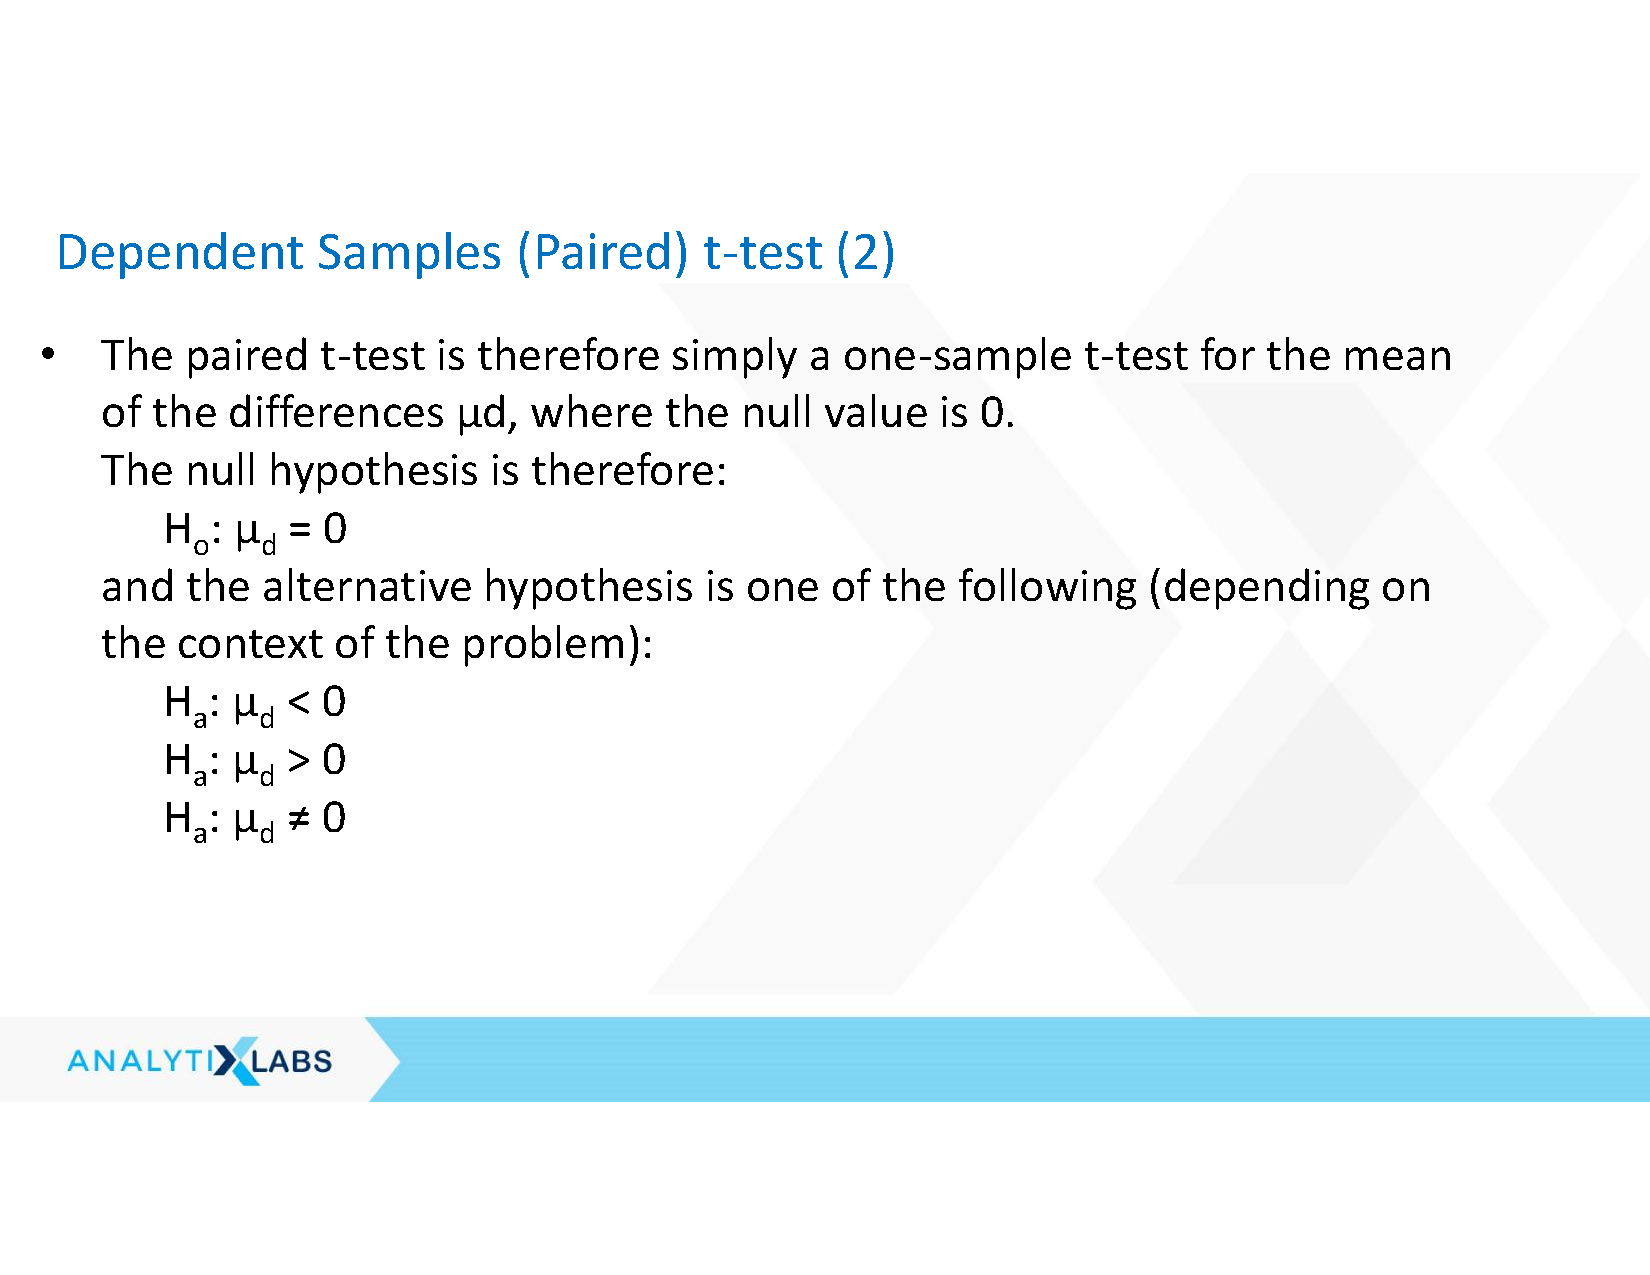 Dependent Samples (Paired) t-test (2)
• The paired t-test is therefore simply a one-sample t-test for the mean
of the differences µd, where the null value is 0.
The null hypothesis is therefore:
Hₒ: µd = 0
and the alternative hypothesis is one of the following (depending on
the context of the problem):
Hₐ: µd < 0
Hₐ: µd > 0
Hₐ: µd ≠ 0
ANALYTIXLABS